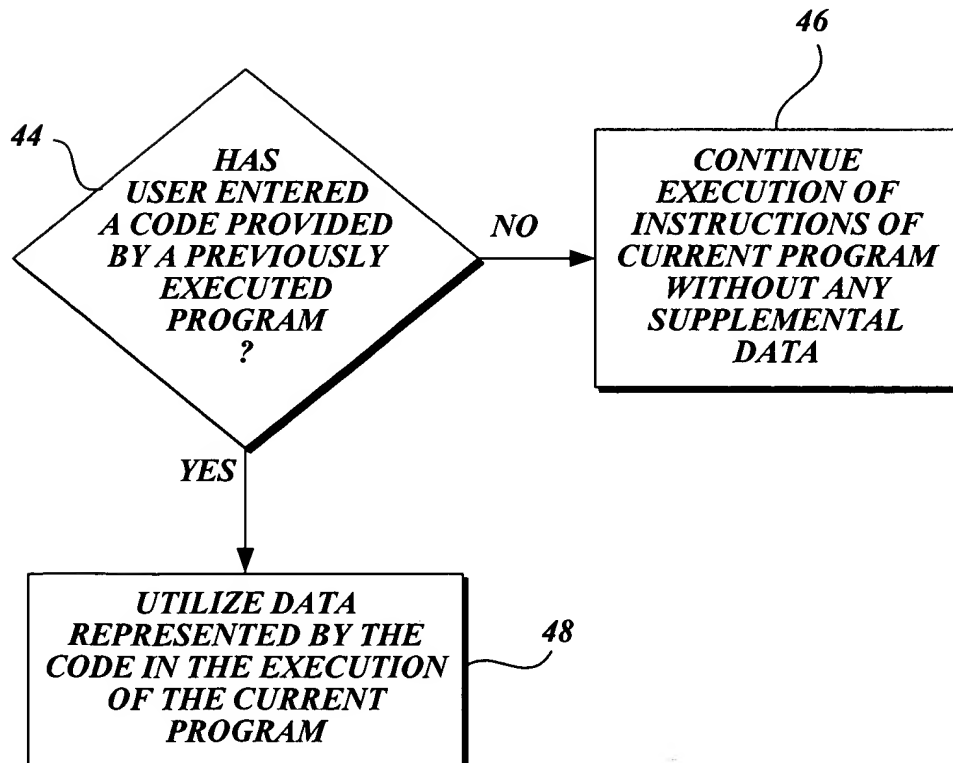 46
44
HAS
USER ENTERED
A CODE PROVIDED
BY A PREVIOUSLY
EXECUTED
PROGRAM
?
NO
CONTINUE
EXECUTION OF
INSTRUCTIONS OF
CURRENT PROGRAM
WITHOUT ANY
SUPPLEMENTAL
DATA
YES
UTILIZE DATA
REPRESENTED BY THE
CODE IN THE EXECUTION
OF THE CURRENT
PROGRAM
48